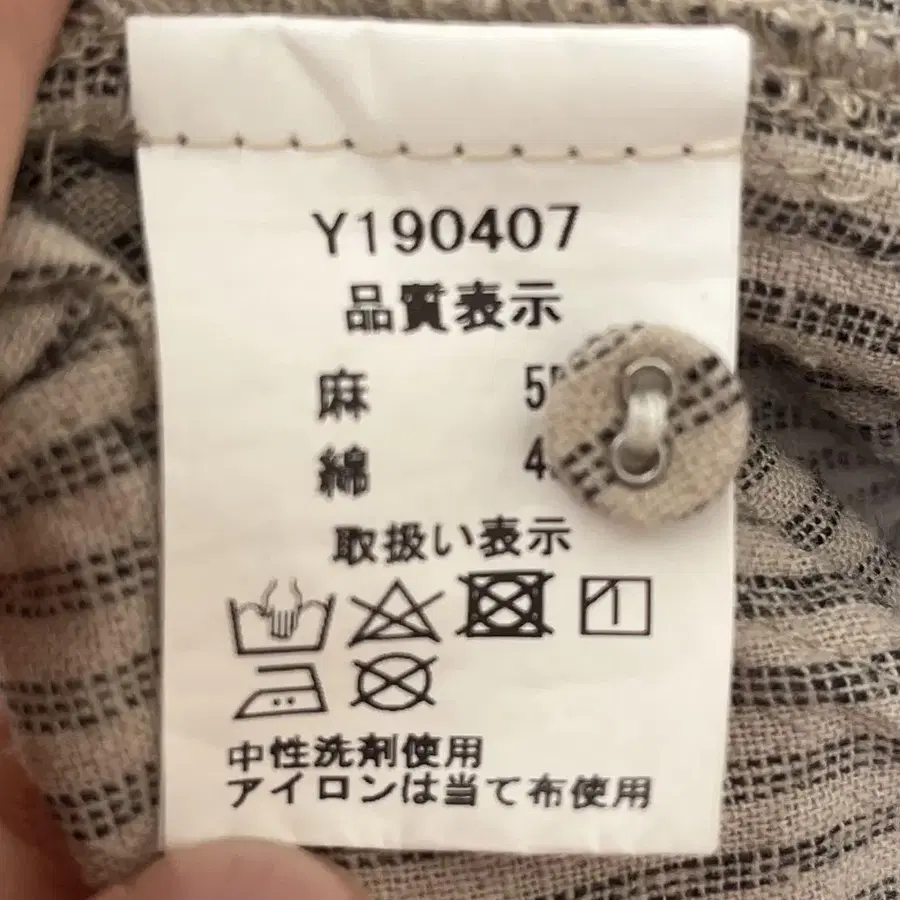 Y190407
品質表示
麻
綿
取扱い表示
中性洗剤使用
アイロンは当て布使用